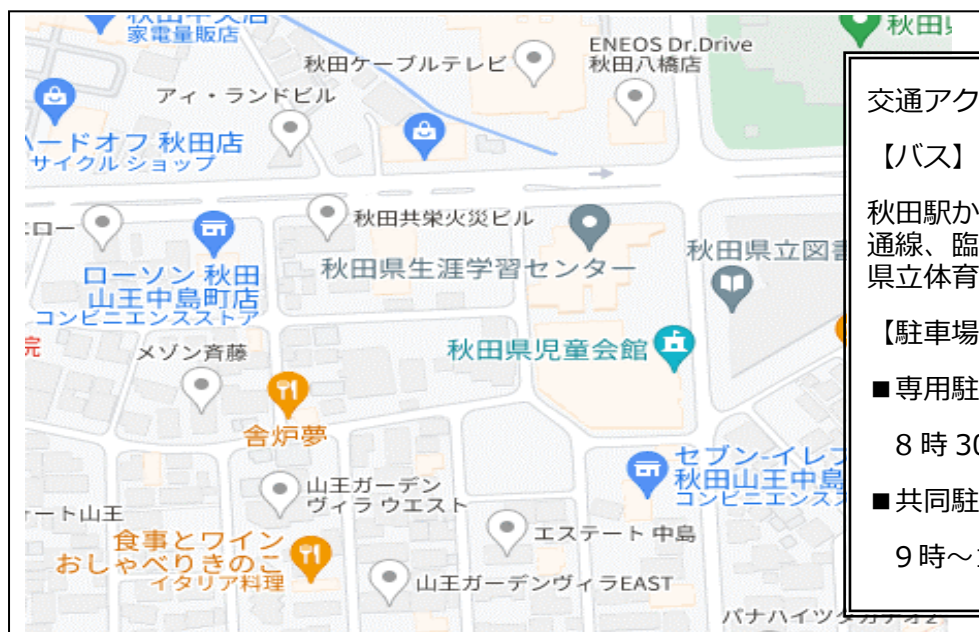 家電量販店
秋田ケーブルテレビ
ENEOS Dr.Drive
秋田八橋店
アィ・ランドビル
ハードオフ 秋田店
サイクル ショップ
秋田共栄火災ビル
秋田県生涯学習センター
秋田県立図書
ローソン 秋田
山王中島町店
コンビニエンスストア
院
メゾン斉藤
秋田県児童会館
舎炉夢
セブン-イレブ
秋田山王中島
コンビニエンスス
山王ガーデン
ヴィラ ウエスト
ート山王
エステート 中島
食事とワイン
おしゃべりきのこ
イタリア料理
山王ガーデンヴィラEAST
交通アク
【バス】
秋田駅か
通線、臨
県立体育
【駐車場
■専用駐
8 時 30
■共同駐
9 時～